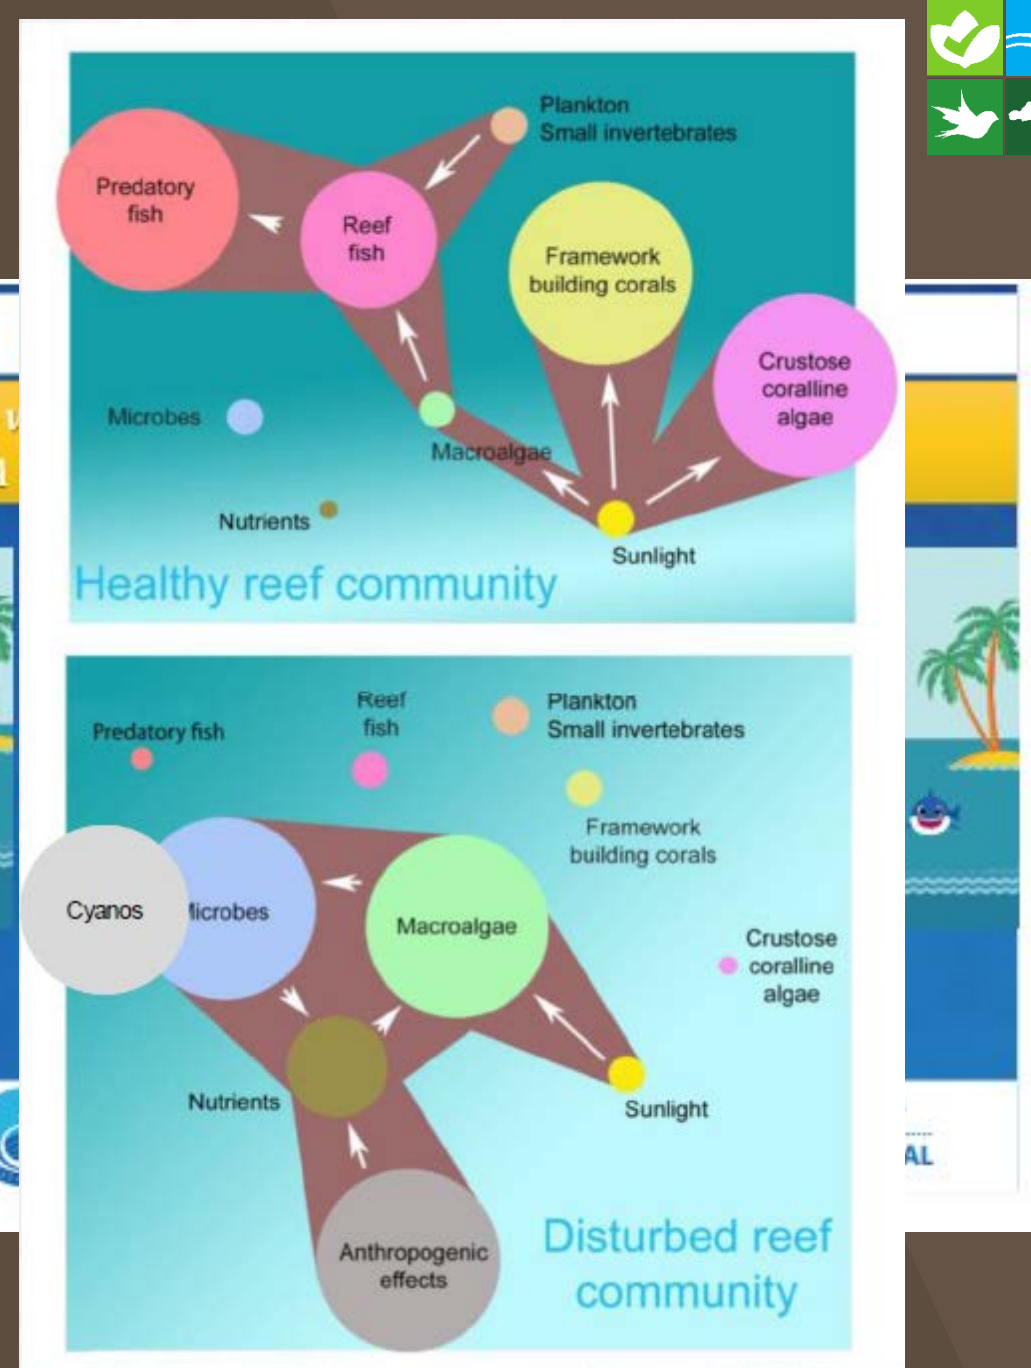 Plankton
Small invertebrates
Predatory
fish
Reef
fish
Framework
building corals
Crustose
coralline
algae
Microbes
Macroalgae
Nutrients
Sunlight
Healthy reef community
Reef
fish
Plankton
Small invertebrates
Predatory fish
Framework
building corals
Cyanos
Microbes
Macroalgae
Crustose
coralline
algae
Nutrients
Sunlight
AL
Anthropogenic
effects
Disturbed reef
community